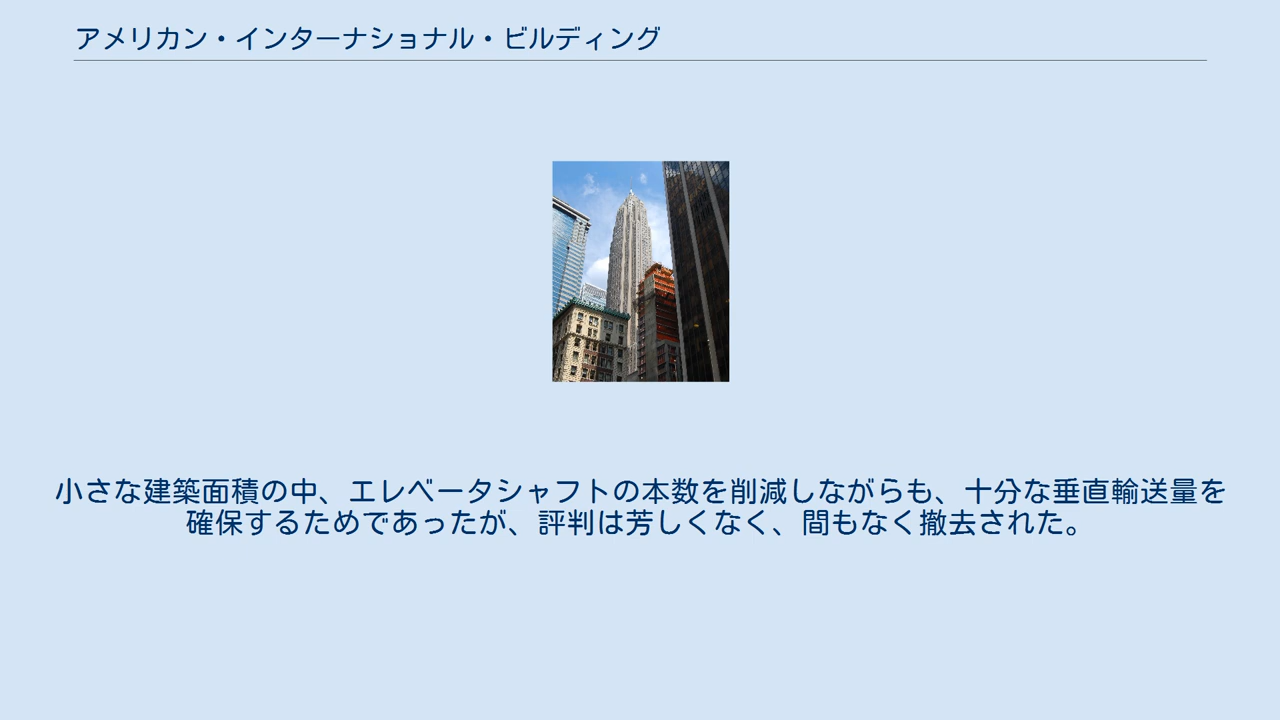 アメリカン・インターナショナル・ビルディング
小さな建築面積の中、エレベータシャフトの本数を削減しながらも、十分な垂直輸送量を
確保するためであったが、評判は芳しくなく、間もなく撤去された。